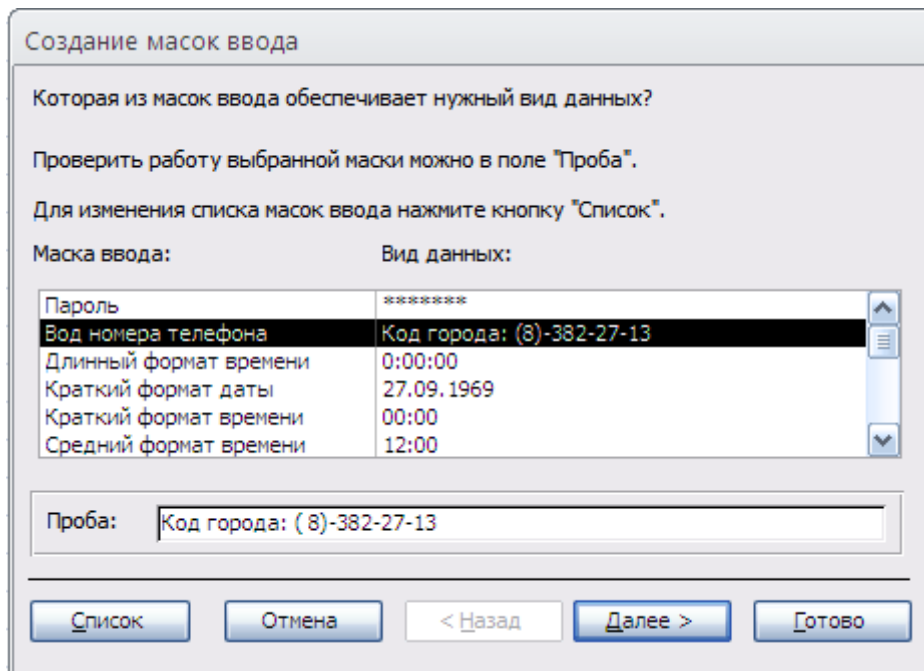 Создание масок ввода
Которая из масок ввода обеспечивает нужный вид данных?
Проверить работу выбранной маски можно в поле "Проба".
Для изменения списка масок ввода нажмите кнопку "Список".
Маска ввода: Вид данных:
Пароль *******
Вод номера телефона Код города: (8)-382-27-13
Длинный формат времени 0:00:00
Краткий формат даты 27.09.1969
Краткий формат времени 00:00
Средний формат времени 12:00
Проба: Код города: ( 8)-382-27-13
Список Отмена < Назад Далее > Готово